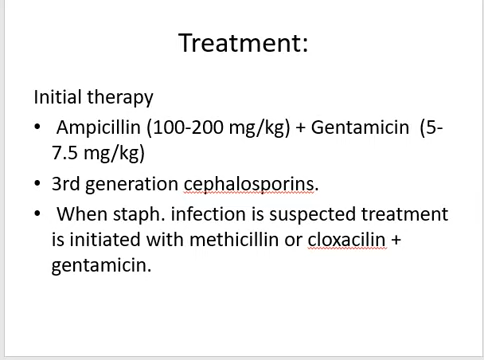 Treatment:
Initial therapy
• Ampicillin (100-200 mg/kg) + Gentamicin (5-
7.5 mg/kg)
• 3rd generation cephalosporins.
• When staph. infection is suspected treatment
is initiated with methicillin or cloxacilin +
gentamicin.